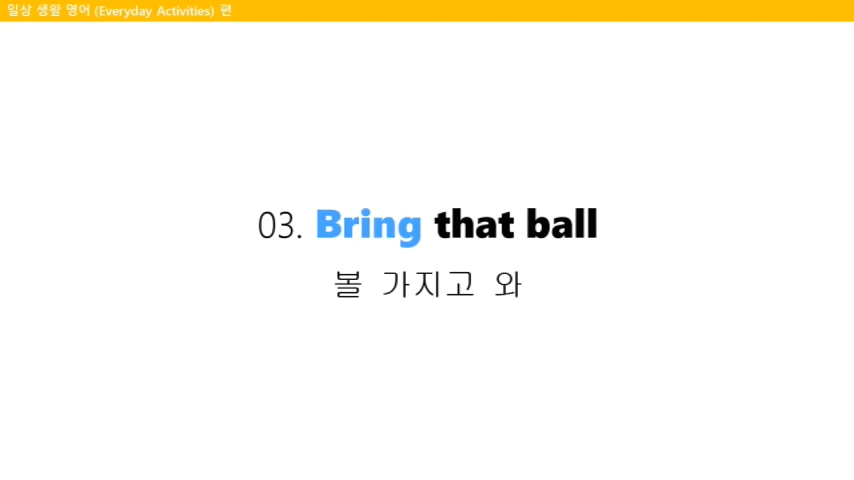 일상 생활 영어 (Everyday Activities) 편
03. Bring that ball
볼 가지고 와